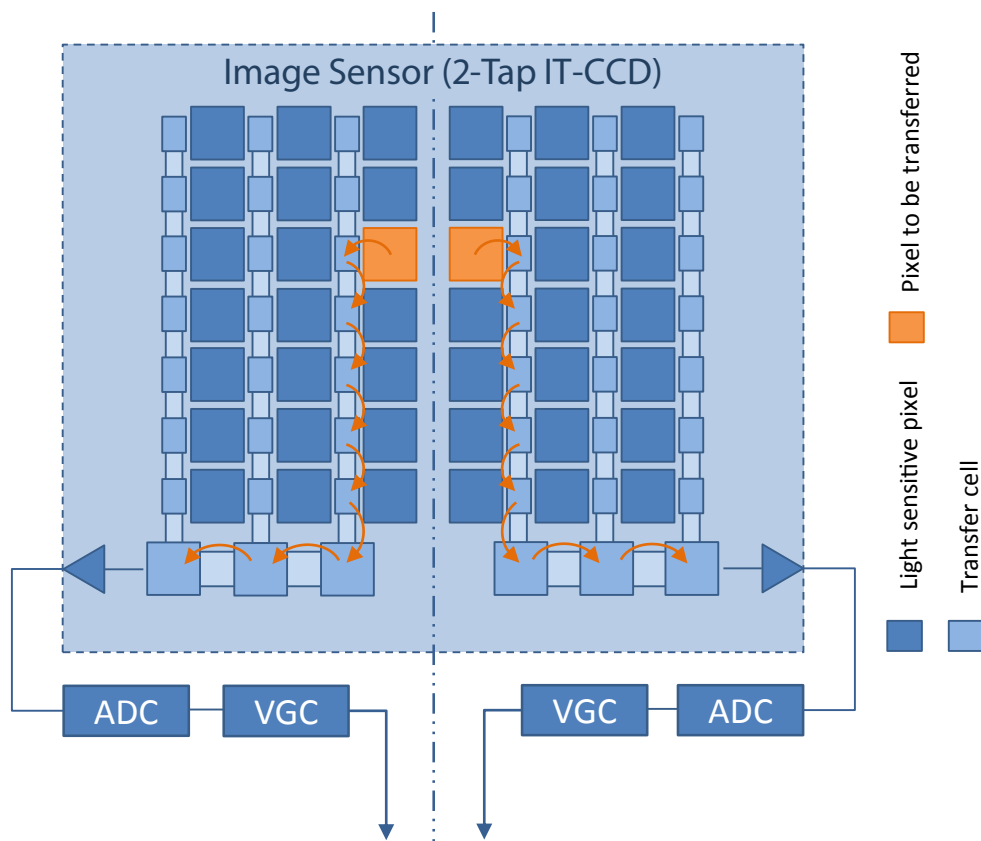 Image Sensor (2-Tap IT-CCD)
ADC
VGC
VGC
ADC
Pixel to be transferred
Light sensitive pixel
Transfer cell